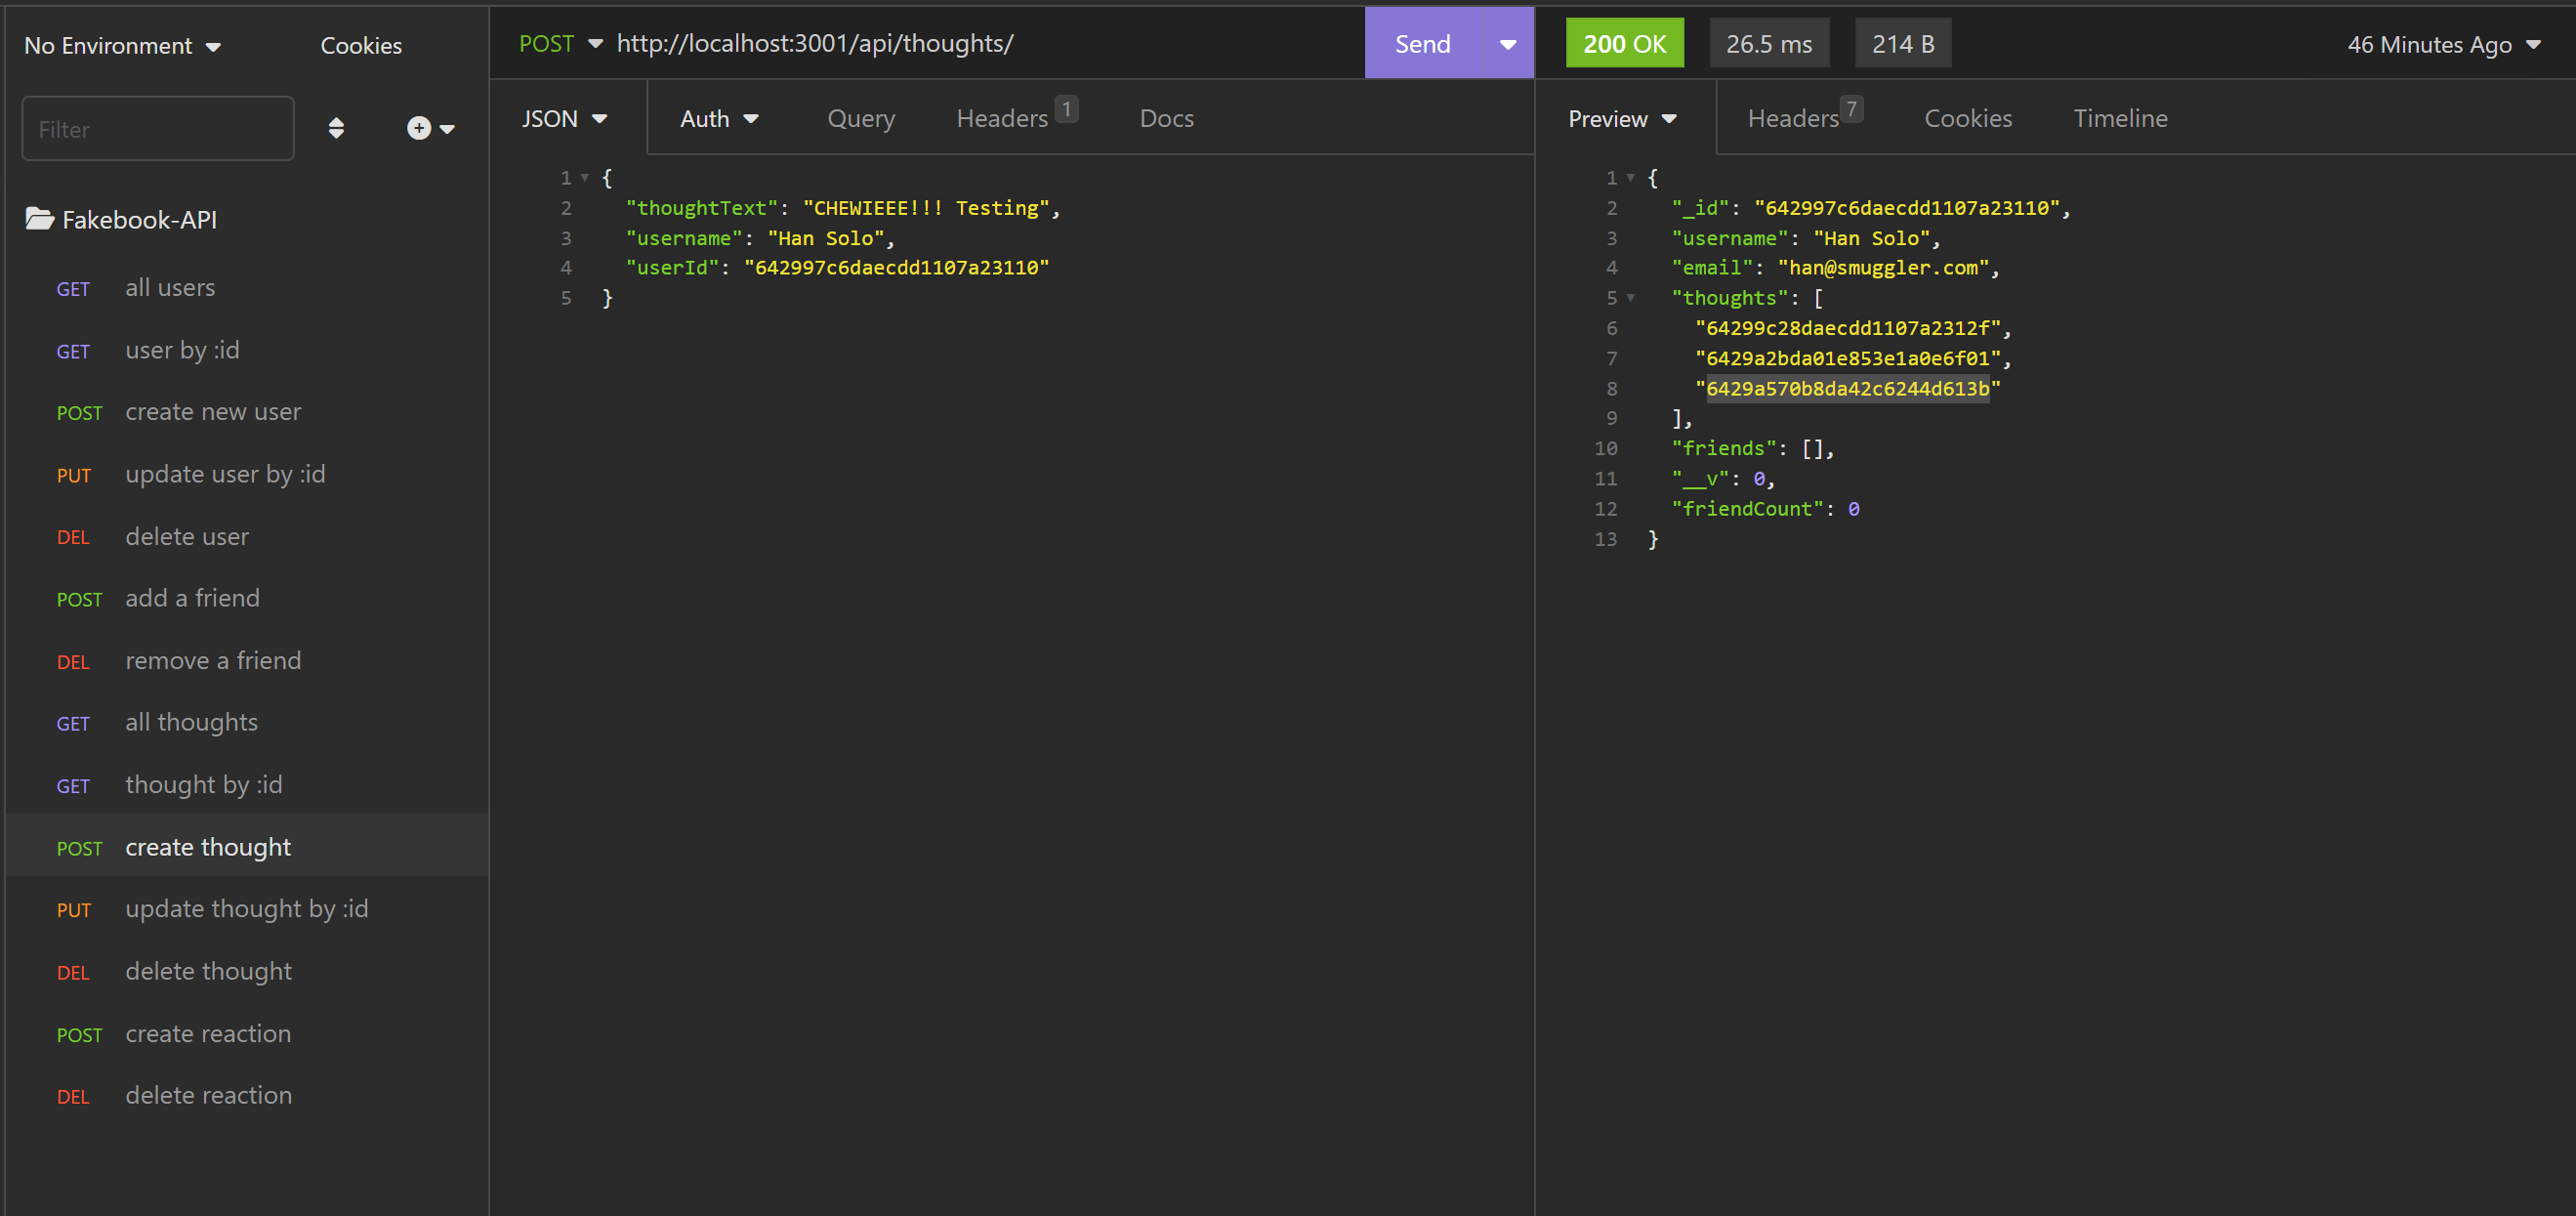 No Environment
Cookies
Filter
Fakebook-API
GET all users
GET user by :id
POST create new user
PUT update user by :id
DEL delete user
POST add a friend
DEL remove a friend
GET all thoughts
GET thought by :id
POST create thought
PUT update thought by :id
DEL delete thought
POST create reaction
DEL delete reaction
POST http://localhost:3001/api/thoughts/ Send
JSON Auth Query Headers 1 Docs
1 {
2 "thoughtText": "CHEWIEEE!!! Testing",
3 "username": "Han Solo",
4 "userId": "642997c6daecdd1107a23110"
5 }
200 OK 26.5 ms 214 B 46 Minutes Ago
Preview Headers 7 Cookies Timeline
1 {
2 "_id": "642997c6daecdd1107a23110",
3 "username": "Han Solo",
4 "email": "han@smuggler.com",
5 "thoughts": [
6 "64299c28daecdd1107a2312f",
7 "6429a2bda01e853e1a0e6f01",
8 "6429a570b8da42c6244d613b"
9 ],
10 "friends": [],
11 "__v": 0,
12 "friendCount": 0
13 }